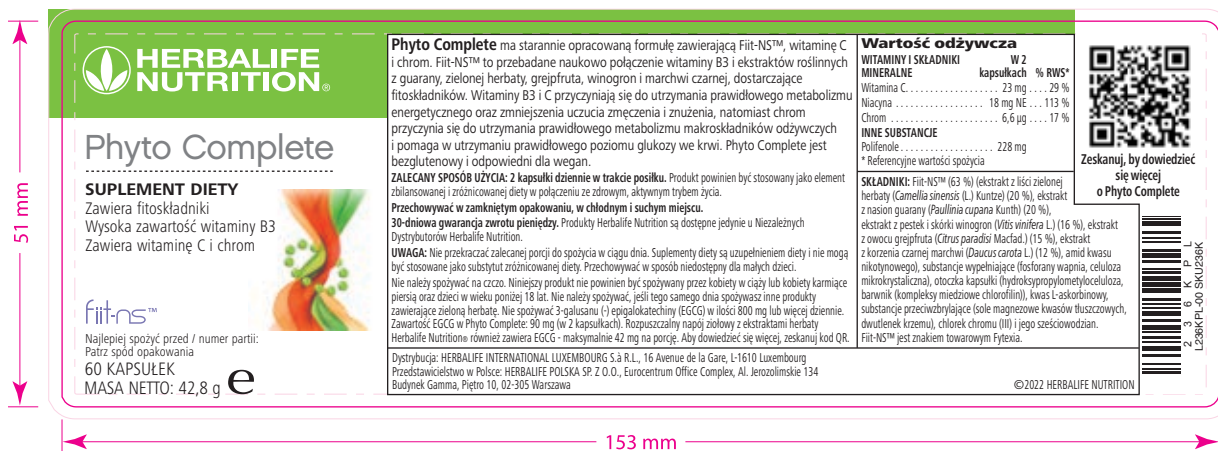 HERBALIFE
NUTRITION®
Phyto Complete
SUPLEMENT DIETY
Zawiera fitoskładniki
Wysoka zawartość witaminy B3
Zawiera witaminę C i chrom
fiit-ns™
Najlepiej spożyć przed / numer partii:
Patrz spód opakowania
60 KAPSUŁEK
MASA NETTO: 42,8 g e
Phyto Complete ma starannie opracowaną formułę zawierającą Fiit-NS™, witaminę C
i chrom. Fiit-NS™ to przebadane naukowo połączenie witaminy B3 i ekstraktów roślinnych
z guarany, zielonej herbaty, grejpfruta, winogron i marchwi czarnej, dostarczające
fitoskładników. Witaminy B3 i C przyczyniają się do utrzymania prawidłowego metabolizmu
energetycznego oraz zmniejszenia uczucia zmęczenia i znużenia, natomiast chrom
przyczynia się do utrzymania prawidłowego metabolizmu makroskładników odżywczych
i pomaga w utrzymaniu prawidłowego poziomu glukozy we krwi. Phyto Complete jest
bezglutenowy i odpowiedni dla wegan.
ZALECANY SPOSÓB UŻYCIA: 2 kapsułki dziennie w trakcie posiłku. Produkt powinien być stosowany jako element
zbilansowanej i zróżnicowanej diety w połączeniu ze zdrowym, aktywnym trybem życia.
Przechowywać w zamkniętym opakowaniu, w chłodnym i suchym miejscu.
30-dniowa gwarancja zwrotu pieniędzy. Produkty Herbalife Nutrition są dostępne jedynie u Niezależnych
Dystrybutorów Herbalife Nutrition.
UWAGA: Nie przekraczać zalecanej porcji do spożycia w ciągu dnia. Suplementy diety są uzupełnieniem diety i nie mogą
być stosowane jako substytut zróżnicowanej diety. Przechowywać w sposób niedostępny dla małych dzieci.
Nie należy spożywać na czczo. Niniejszy produkt nie powinien być spożywany przez kobiety w ciąży lub kobiety karmiące
piersią oraz dzieci w wieku poniżej 18 lat. Nie należy spożywać, jeśli tego samego dnia spożywasz inne produkty
zawierające zieloną herbatę. Nie spożywać 3-galusanu (-) epigalokatechiny (EGCG) w ilości 800 mg lub więcej dziennie.
Zawartość EGCG w Phyto Complete: 90 mg (w 2 kapsułkach). Rozpuszczalny napój ziołowy z ekstraktami herbaty
Herbalife Nutrition® również zawiera EGCG - maksymalnie 42 mg na porcję. Aby dowiedzieć się więcej, zeskanuj kod QR.
Dystrybucja: HERBALIFE INTERNATIONAL LUXEMBOURG S.à R.L., 16 Avenue de la Gare, L-1610 Luxembourg
Przedstawicielstwo w Polsce: HERBALIFE POLSKA SP. Z O.O., Eurocentrum Office Complex, Al. Jerozolimskie 134
Budynek Gamma, Piętro 10, 02-305 Warszawa
©2022 HERBALIFE NUTRITION
Wartość odżywcza
WITAMINY I SKŁADNIKI W 2
MINERALNE kapsułkach % RWS*
Witamina C. . . . . . . . . . . . . . . . . . 23 mg . . . . 29 %
Niacyna . . . . . . . . . . . . . . . . . 18 mg NE . . . 113 %
Chrom . . . . . . . . . . . . . . . . . . . . . 6,6 µg . . . . 17 %
INNE SUBSTANCJE
Polifenole . . . . . . . . . . . . . . . . . . 228 mg
* Referencyjne wartości spożycia
SKŁADNIKI: Fiit-NS™ (63 %) (ekstrakt z liści zielonej
herbaty (Camellia sinensis (L.) Kuntze) (20 %), ekstrakt
z nasion guarany (Paullinia cupana Kunth) (20 %),
ekstrakt z pestek i skórki winogron (Vitis vinifera L.) (16 %), ekstrakt
z owocu grejpfruta (Citrus paradisi Macfad.) (15 %), ekstrakt
z korzenia czarnej marchwi (Daucus carota L.) (12 %), amid kwasu
nikotynowego), substancje wypełniające (fosforany wapnia, celuloza
mikrokrystaliczna), otoczka kapsułki (hydroksypropylometyloceluloza,
barwnik (kompleksy miedziowe chlorofilin)), kwas L-askorbinowy,
substancje przeciwzbrylające (sole magnezowe kwasów tłuszczowych,
dwutlenek krzemu), chlorek chromu (III) i jego sześciowodzian.
Fiit-NS™ jest znakiem towarowym Fytexia.
Zeskanuj, by dowiedzieć
się więcej
o Phyto Complete
236KPL
L236KPL-00 SKU236K
51 mm
153 mm